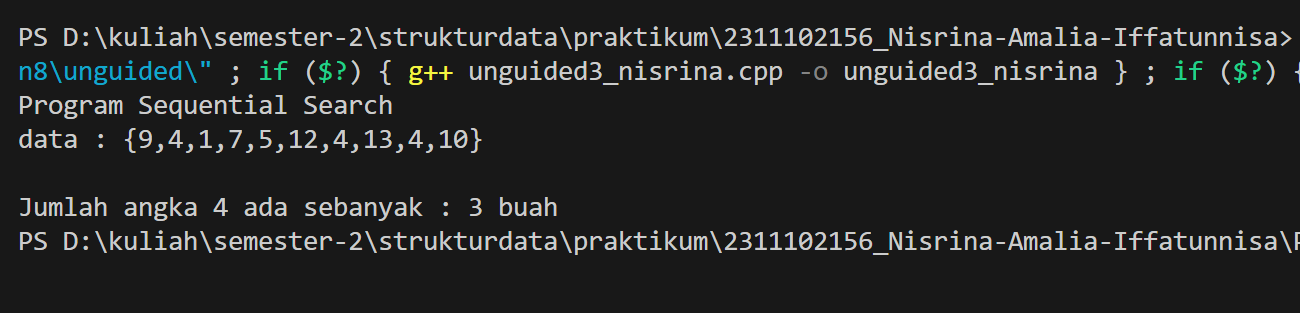 PS D:\kuliah\semester-2\strukturdata\praktikum\2311102156_Nisrina-Amalia-Iffatunnisa>
n8\unguided\" ; if ($?) { g++ unguided3_nisrina.cpp -o unguided3_nisrina } ; if ($?) {
Program Sequential Search
data : {9,4,1,7,5,12,4,13,4,10}
Jumlah angka 4 ada sebanyak : 3 buah
PS D:\kuliah\semester-2\strukturdata\praktikum\2311102156_Nisrina-Amalia-Iffatunnisa\